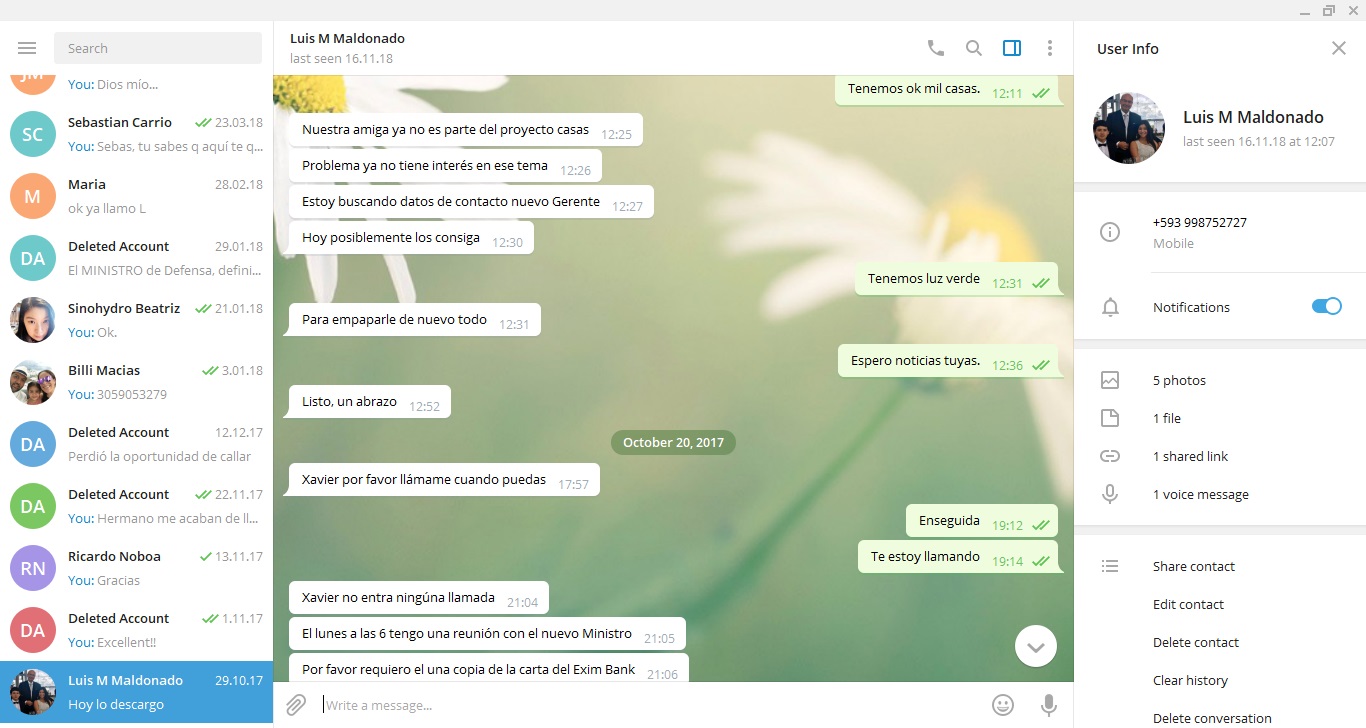 Search
JM
You: Dios mío...
SC
Sebastian Carrio 23.03.18
You: Sebas, tu sabes q aquí te q...
M
Maria 28.02.18
ok ya llamo L
DA
Deleted Account 29.01.18
El MINISTRO de Defensa, defini...
Sinohydro Beatriz 21.01.18
You: Ok.
Billi Macias 3.01.18
You: 3059053279
DA
Deleted Account 12.12.17
Perdió la oportunidad de callar
DA
Deleted Account 22.11.17
You: Hermano me acaban de ll...
RN
Ricardo Noboa 13.11.17
You: Gracias
DA
Deleted Account 1.11.17
You: Excellent!!
Luis M Maldonado 29.10.17
Hoy lo descargo
Luis M Maldonado
last seen 16.11.18
Tenemos ok mil casas. 12:11
Nuestra amiga ya no es parte del proyecto casas 12:25
Problema ya no tiene interés en ese tema 12:26
Estoy buscando datos de contacto nuevo Gerente 12:27
Hoy posiblemente los consiga 12:30
Tenemos luz verde 12:31
Para empaparle de nuevo todo 12:31
Espero noticias tuyas. 12:36
Listo, un abrazo 12:52
October 20, 2017
Xavier por favor llámame cuando puedas 17:57
Enseguida 19:12
Te estoy llamando 19:14
Xavier no entra ningúna llamada 21:04
El lunes a las 6 tengo una reunión con el nuevo Ministro 21:05
Por favor requiero el una copia de la carta del Exim Bank 21:06
Write a message...
User Info
Luis M Maldonado
last seen 16.11.18 at 12:07
+593 998752727
Mobile
Notifications
5 photos
1 file
1 shared link
1 voice message
Share contact
Edit contact
Delete contact
Clear history
Delete conversation